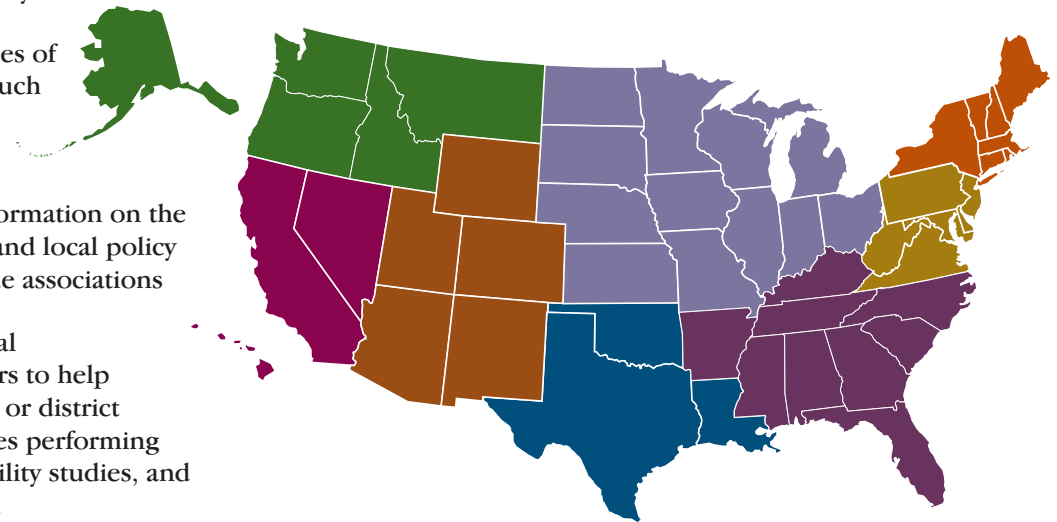 es of
uch
formation on the
and local policy
e associations
al
rs to help
or district
es performing
ility studies, and